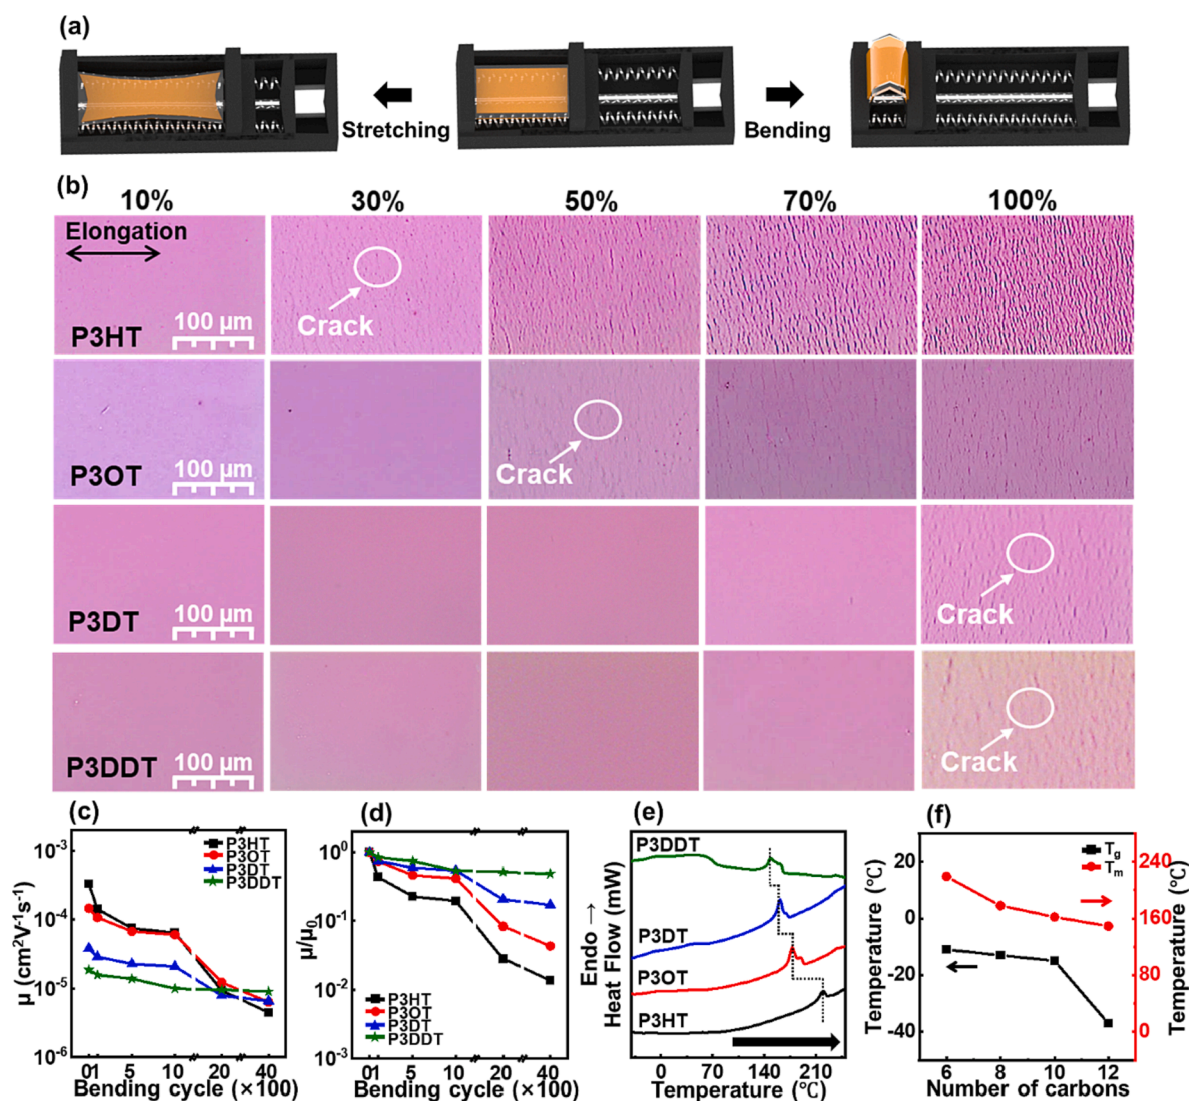 (a)
Stretching
Bending
(b)
10% 30% 50% 70% 100%
Elongation
Crack
100 µm
P3HT
Crack
100 µm
P3OT
Crack
100 µm
P3DT
Crack
100 µm
P3DDT
(c)
P3HT
P3OT
P3DT
P3DDT
10⁻³
10⁻⁴
10⁻⁵
10⁻⁶
µ (cm²V⁻¹s⁻¹)
01 5 10 20 40
Bending cycle (×100)
(d)
10⁰
10⁻¹
10⁻²
10⁻³
µ/µ₀
P3HT
P3OT
P3DT
P3DDT
01 5 10 20 40
Bending cycle (×100)
(e)
P3DDT
P3DT
P3OT
P3HT
Endo →
Heat Flow (mW)
0 70 140 210
Temperature (℃)
(f)
Tg
Tm
20
0
-20
-40
Temperature (℃)
240
160
80
0
Temperature (℃)
6 8 10 12
Number of carbons